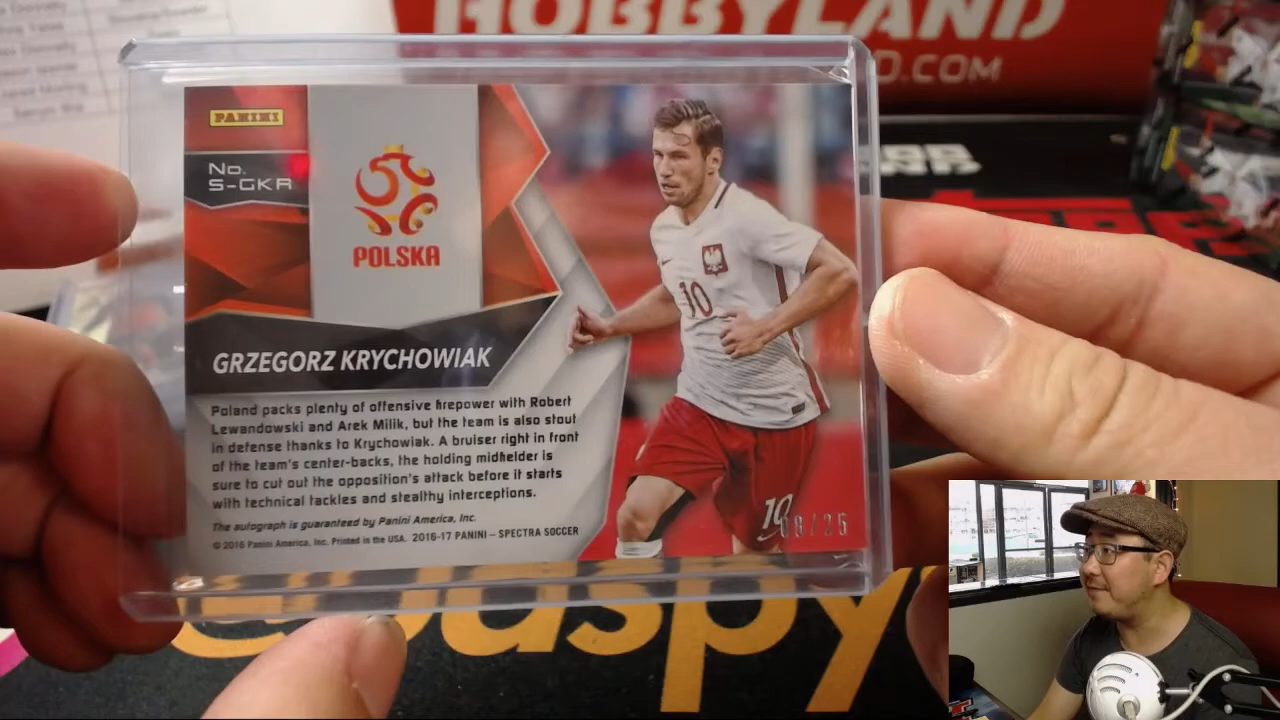 HOBBYLAND
D.COM
PANINI
No.
S-GKR
POLSKA
10
GRZEGORZ KRYCHOWIAK
Poland packs plenty of offensive firepower with Robert
Lewandowski and Arek Milik, but the team is also stout
in defense thanks to Krychowiak. A bruiser right in front
of the team's center-backs, the holding midfielder is
sure to cut out the opposition's attack before it starts
with technical tackles and stealthy interceptions.
The autograph is guaranteed by Panini America, Inc.
© 2016 Panini America, Inc. Printed in the USA. 2016-17 PANINI – SPECTRA SOCCER
10
/25